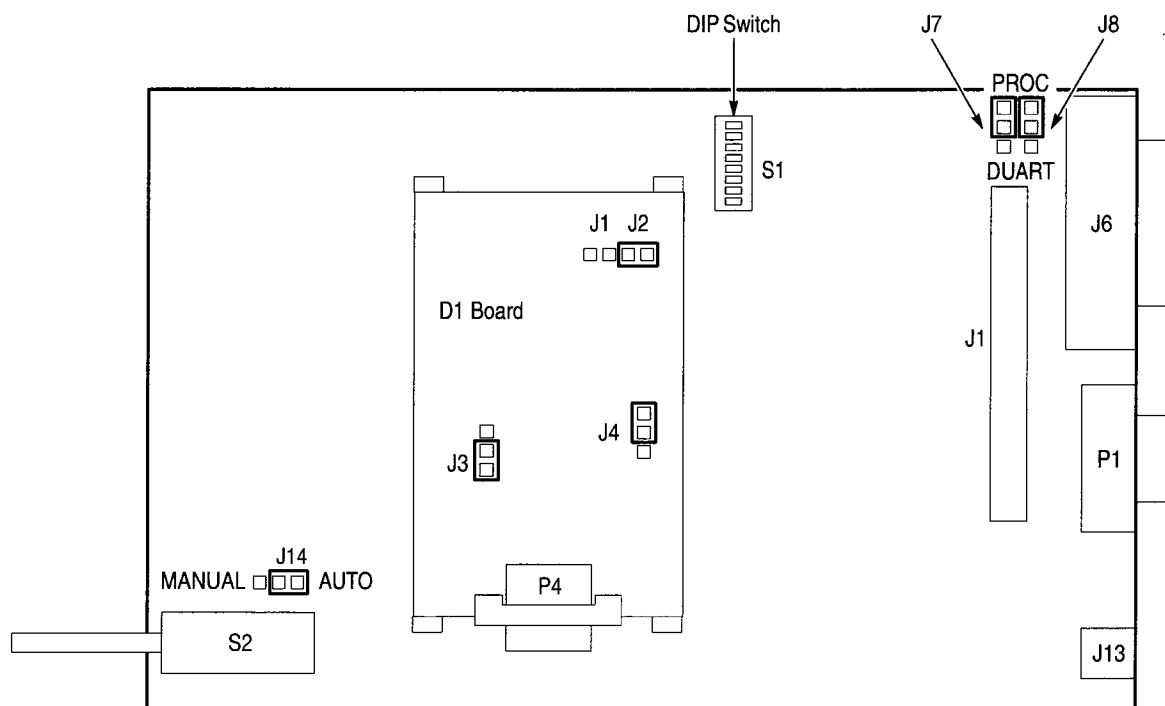 DIP Switch
J7
J8
PROC
DUART
S1
J6
J1
J2
D1 Board
J1
J4
J3
P1
J14
MANUAL
AUTO
P4
S2
J13